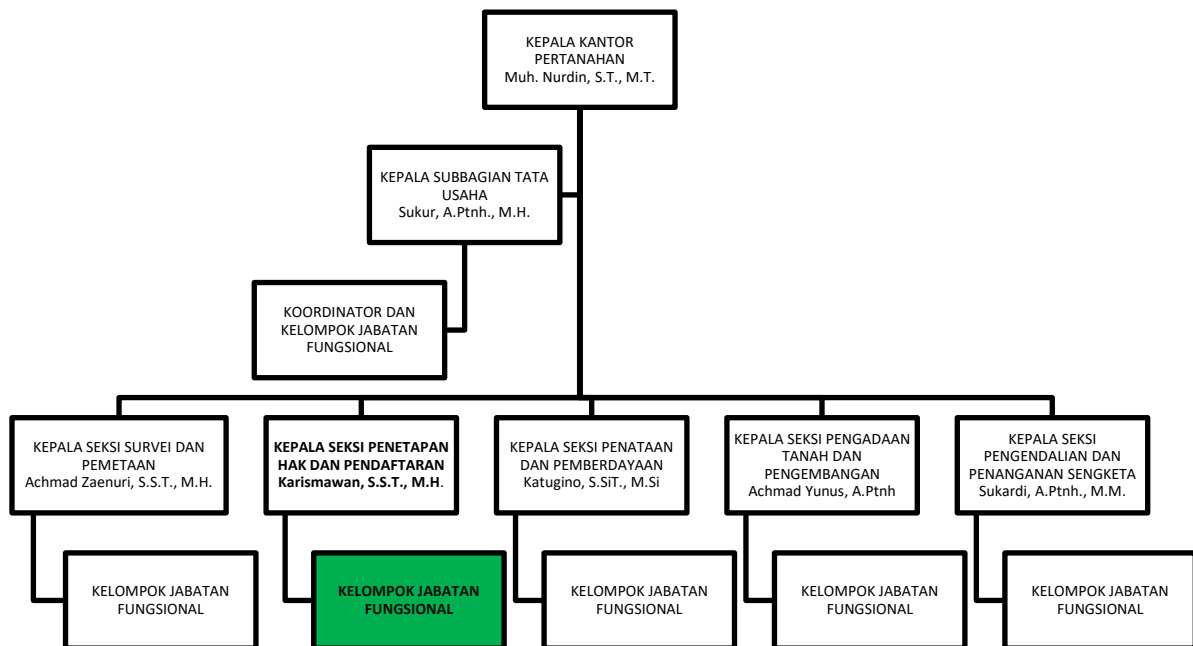 KEPALA KANTOR
PERTANAHAN
Muh. Nurdin, S.T., M.T.
KEPALA SUBBAGIAN TATA
USAHA
Sukur, A.Ptnh., M.H.
KOORDINATOR DAN
KELOMPOK JABATAN
FUNGSIONAL
KEPALA SEKSI SURVEI DAN
PEMETAAN
Achmad Zaenuri, S.S.T., M.H.
KEPALA SEKSI PENETAPAN
HAK DAN PENDAFTARAN
Karismawan, S.S.T., M.H.
KEPALA SEKSI PENATAAN
DAN PEMBERDAYAAN
Katugino, S.SiT., M.Si
KEPALA SEKSI PENGADAAN
TANAH DAN
PENGEMBANGAN
Achmad Yunus, A.Ptnh
KEPALA SEKSI
PENGENDALIAN DAN
PENANGANAN SENGKETA
Sukardi, A.Ptnh., M.M.
KELOMPOK JABATAN
FUNGSIONAL
KELOMPOK JABATAN
FUNGSIONAL
KELOMPOK JABATAN
FUNGSIONAL
KELOMPOK JABATAN
FUNGSIONAL
KELOMPOK JABATAN
FUNGSIONAL